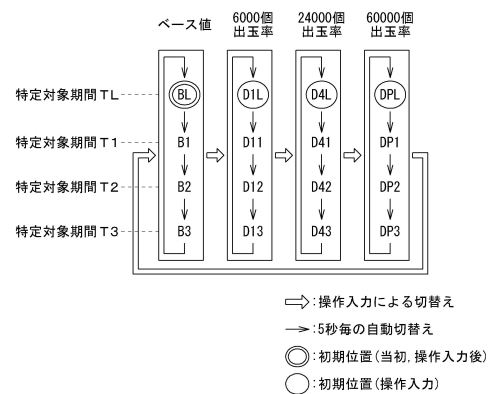 ベース値 6000個 24000個 60000個
出玉率 出玉率 出玉率
特定対象期間TL BL D1L D4L DPL
特定対象期間T1 B1 D11 D41 DP1
特定対象期間T2 B2 D12 D42 DP2
特定対象期間T3 B3 D13 D43 DP3
:操作入力による切替え
:5秒毎の自動切替え
:初期位置(当初,操作入力後)
:初期位置(操作入力)